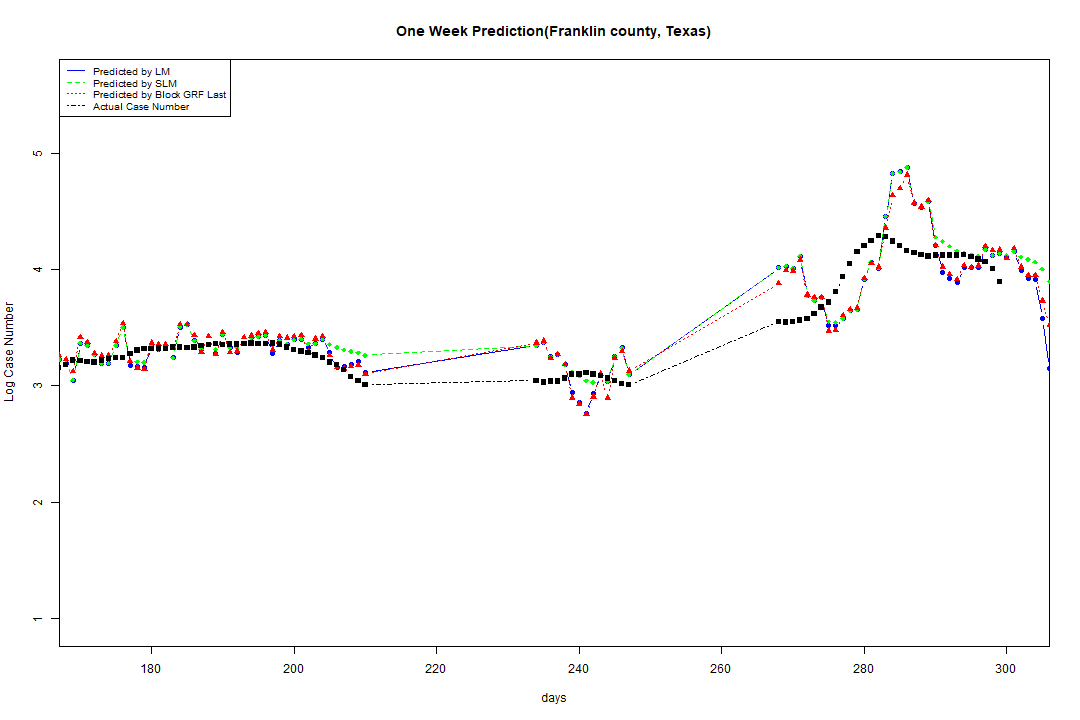 One Week Prediction(Franklin county, Texas)
Predicted by LM
Predicted by SLM
Predicted by Block GRF Last
Actual Case Number
5
4
3
2
1
Log Case Number
180 200 220 240 260 280 300
days